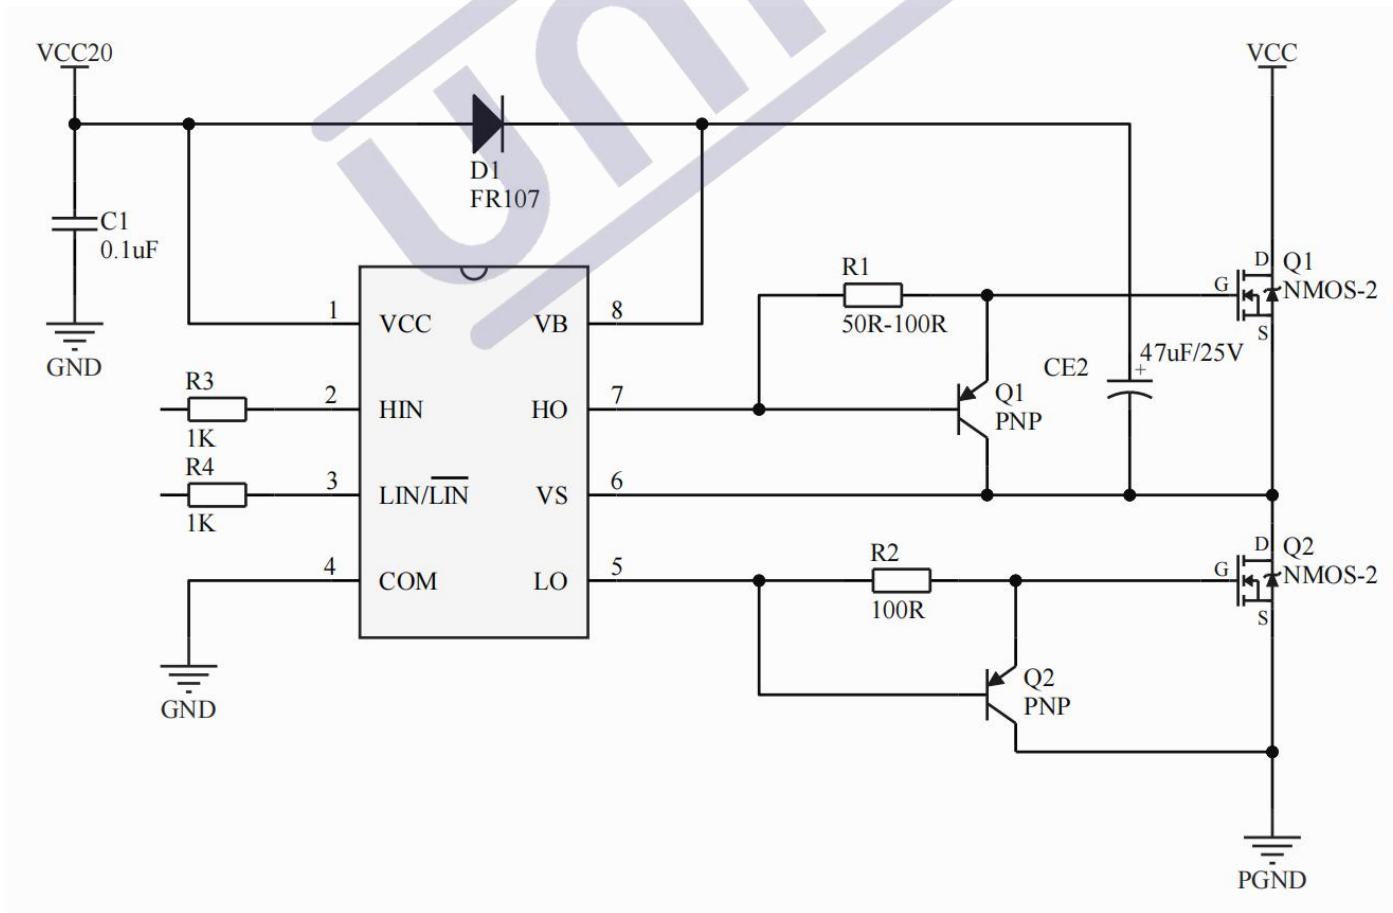 VCC20
VCC
D1
FR107
C1
0.1uF
GND
1
VCC
VB
8
R1
50R-100R
D
Q1
G
NMOS-2
S
CE2
47uF/25V
+
R3
1K
2
HIN
HO
7
Q1
PNP
R4
1K
3
LIN/L̅I̅N̅
VS
6
4
COM
LO
5
R2
100R
D
Q2
G
NMOS-2
S
Q2
PNP
GND
PGND